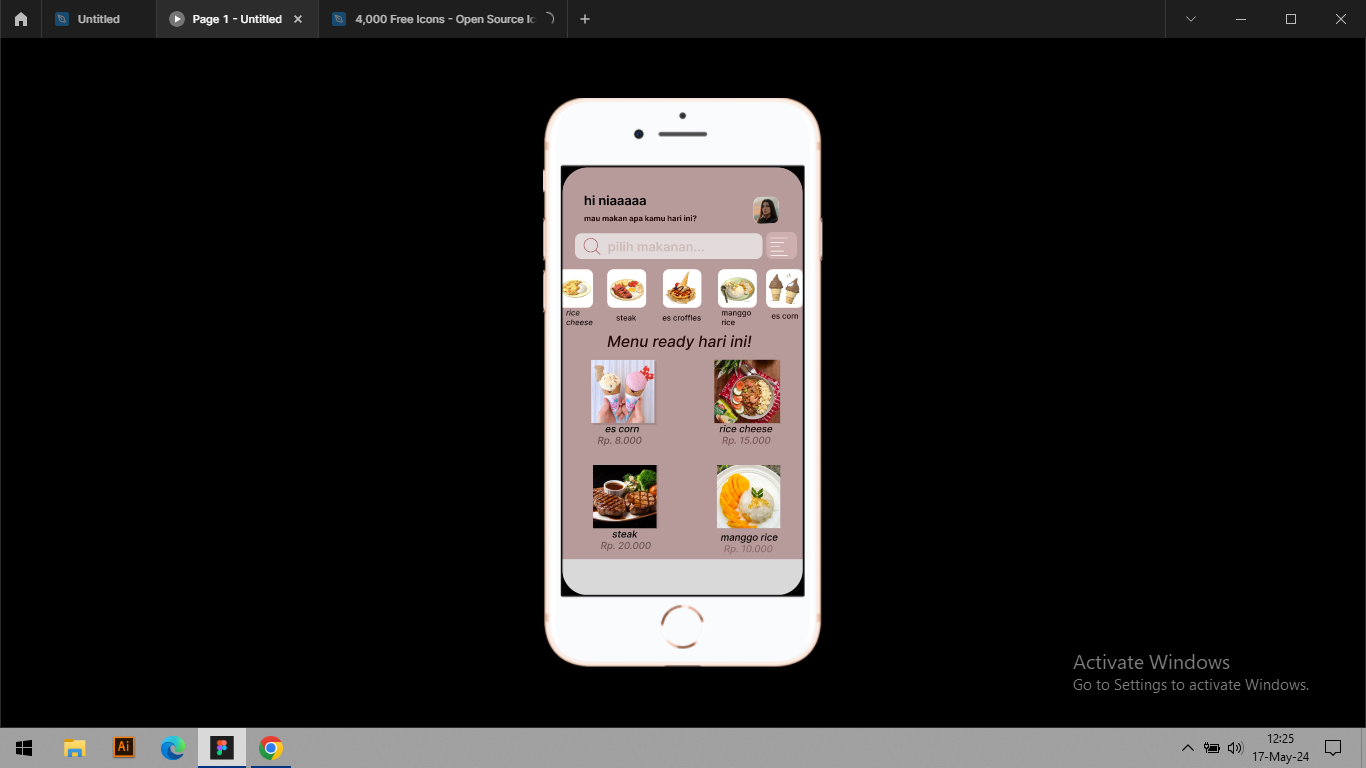 Untitled
Page 1 - Untitled
4,000 Free Icons - Open Source Ic
hi niaaaaa
mau makan apa kamu hari ini?
pilih makanan...
rice
cheese
steak
es croffles
manggo
rice
es corn
Menu ready hari ini!
es corn
Rp. 8.000
rice cheese
Rp. 15.000
steak
Rp. 20.000
manggo rice
Rp. 10.000
Activate Windows
Go to Settings to activate Windows.
Ai
12:25
17-May-24